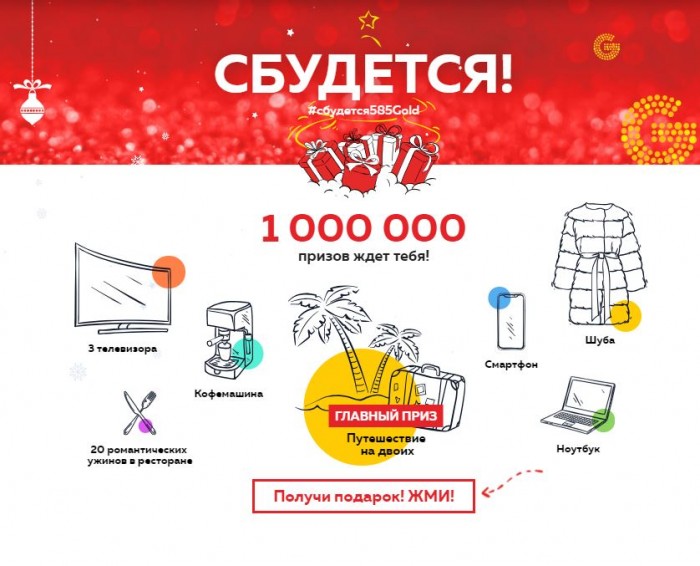 СБУДЕТСЯ!
#сбудется585Gold
1 000 000
призов ждет тебя!
3 телевизора
Кофемашина
Смартфон
Шуба
ГЛАВНЫЙ ПРИЗ
Путешествие
на двоих
20 романтических
ужинов в ресторане
Ноутбук
Получи подарок! ЖМИ!